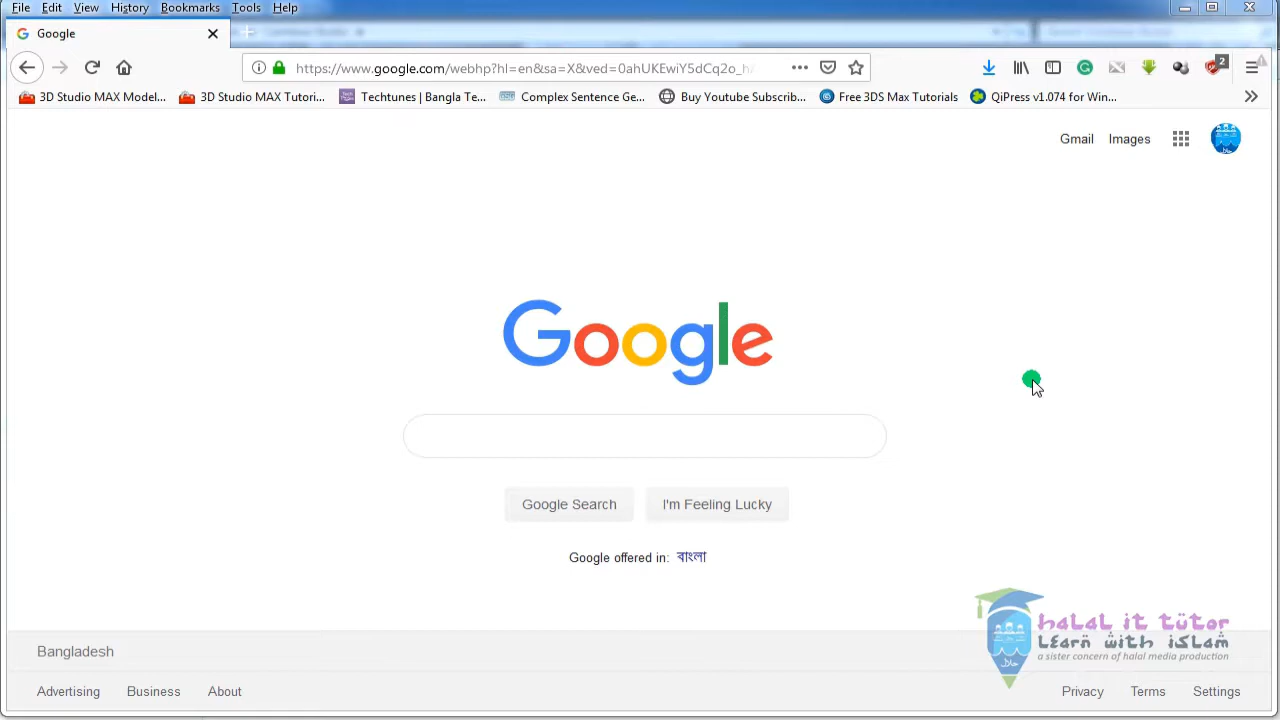 File Edit View History Bookmarks Tools Help
Google
https://www.google.com/webhp?hl=en&sa=X&ved=0ahUKEwiY5dCq2o_h
2
3D Studio MAX Model... 3D Studio MAX Tutori... Techtunes | Bangla Te... Complex Sentence Ge... Buy YouTube Subscrib... Free 3DS Max Tutorials QiPress v1.074 for Win...
Gmail Images
Google
Google Search I'm Feeling Lucky
Google offered in: বাংলা
halal it tutor
Learn with islam
a sister concern of halal media production
حلال
Bangladesh
Advertising Business About Privacy Terms Settings